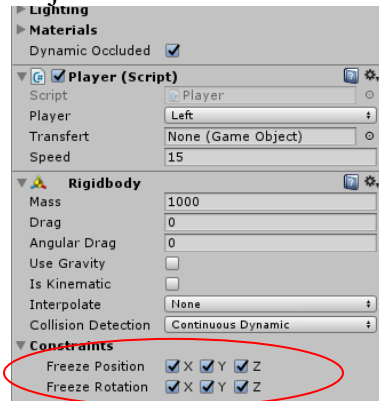 Lighting
Materials
Dynamic Occluded
Player (Script)
Script Player
Player Left
Transfert None (Game Object)
Speed 15
Rigidbody
Mass 1000
Drag 0
Angular Drag 0
Use Gravity
Is Kinematic
Interpolate None
Collision Detection Continuous Dynamic
Constraints
Freeze Position X Y Z
Freeze Rotation X Y Z